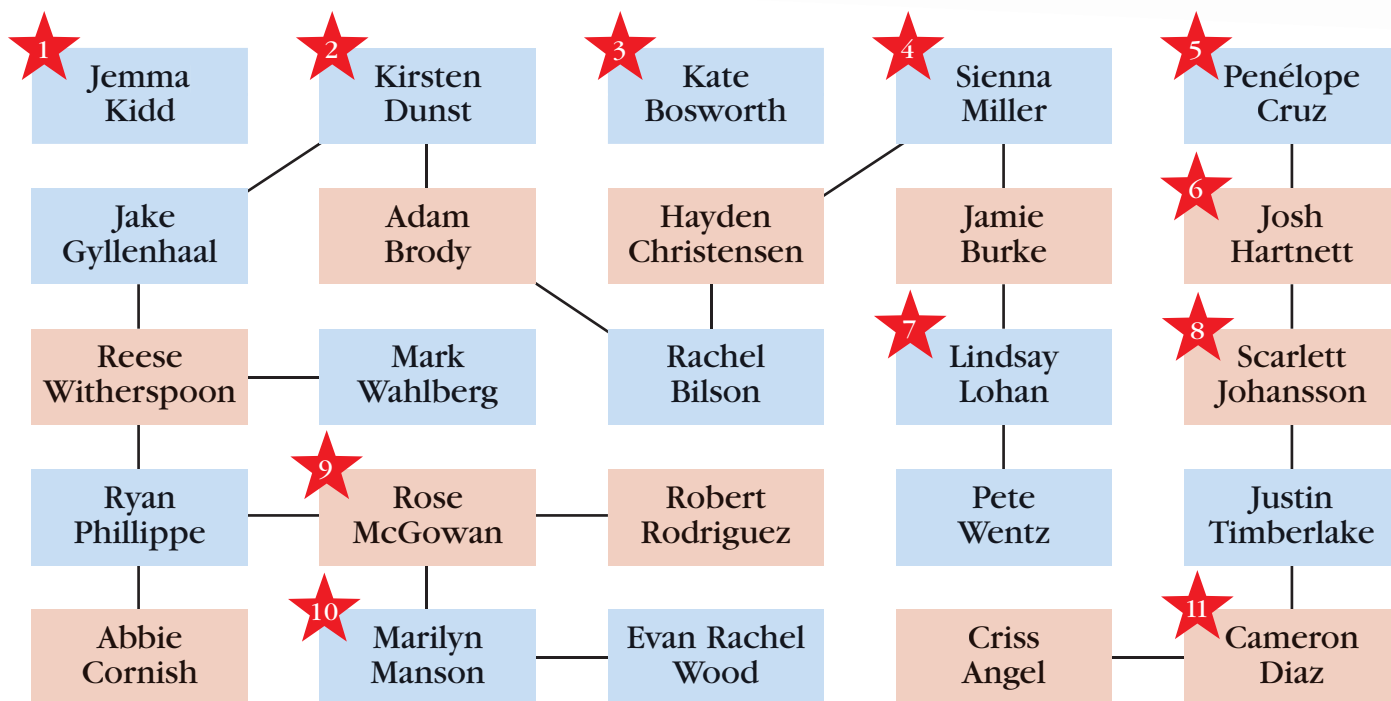 1
Jemma
Kidd
2
Kirsten
Dunst
3
Kate
Bosworth
4
Sienna
Miller
5
Penélope
Cruz
Jake
Gyllenhaal
Adam
Brody
Hayden
Christensen
Jamie
Burke
6
Josh
Hartnett
Reese
Witherspoon
Mark
Wahlberg
Rachel
Bilson
7
Lindsay
Lohan
8
Scarlett
Johansson
Ryan
Phillippe
9
Rose
McGowan
Robert
Rodriguez
Pete
Wentz
Justin
Timberlake
Abbie
Cornish
10
Marilyn
Manson
Evan Rachel
Wood
Criss
Angel
11
Cameron
Diaz